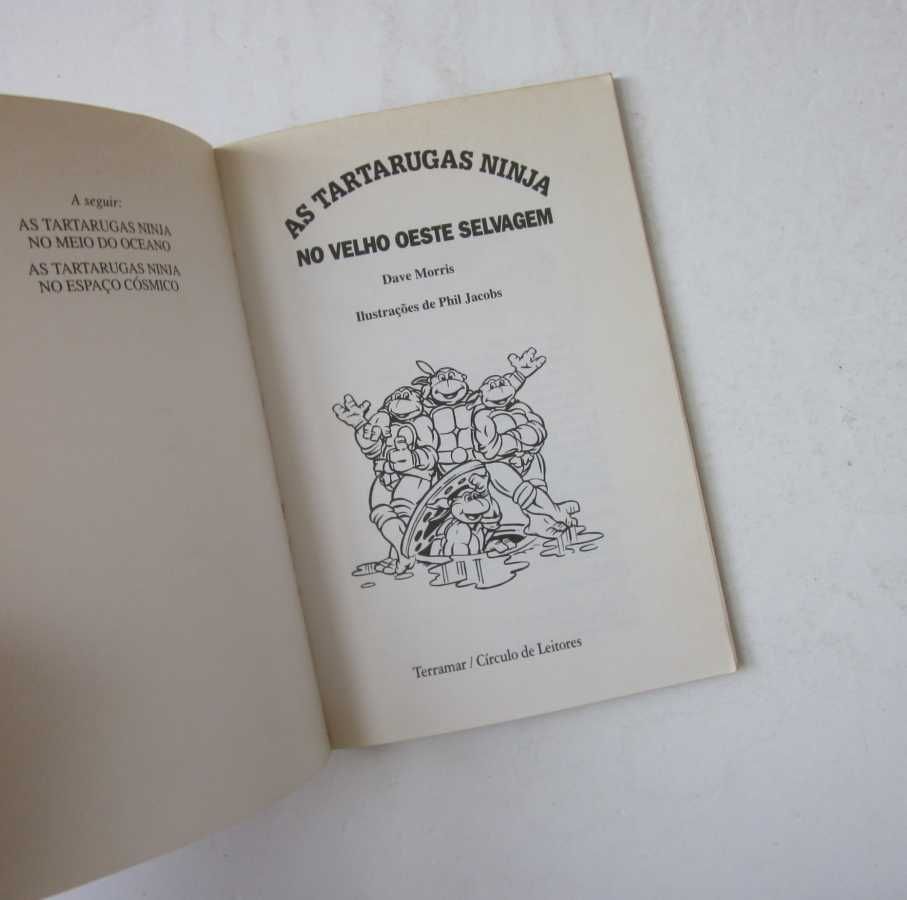 A seguir:
AS TARTARUGAS NINJA
NO MEIO DO OCEANO
AS TARTARUGAS NINJA
NO ESPAÇO CÓSMICO
AS TARTARUGAS NINJA
NO VELHO OESTE SELVAGEM
Dave Morris
Ilustrações de Phil Jacobs
Terramar / Círculo de Leitores